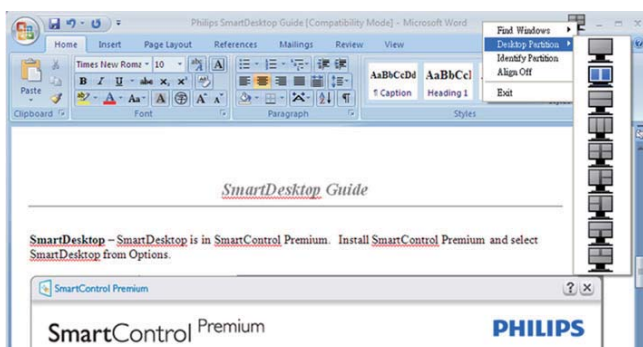 Philips SmartDesktop Guide [Compatibility Mode] - Microsoft Word
Home Insert Page Layout References Mailings Review View
Find Windows
Desktop Partition
Identify Partition
Align Off
Exit
Paste
Times New Roma 10
B I U abc x, x²
Aa A A A
AaBbCcDd AaBbCcI
¶ Caption Heading 1
Clipboard Font Paragraph Styles
SmartDesktop Guide
SmartDesktop – SmartDesktop is in SmartControl Premium. Install SmartControl Premium and select
SmartDesktop from Options.
SmartControl Premium
SmartControl Premium PHILIPS